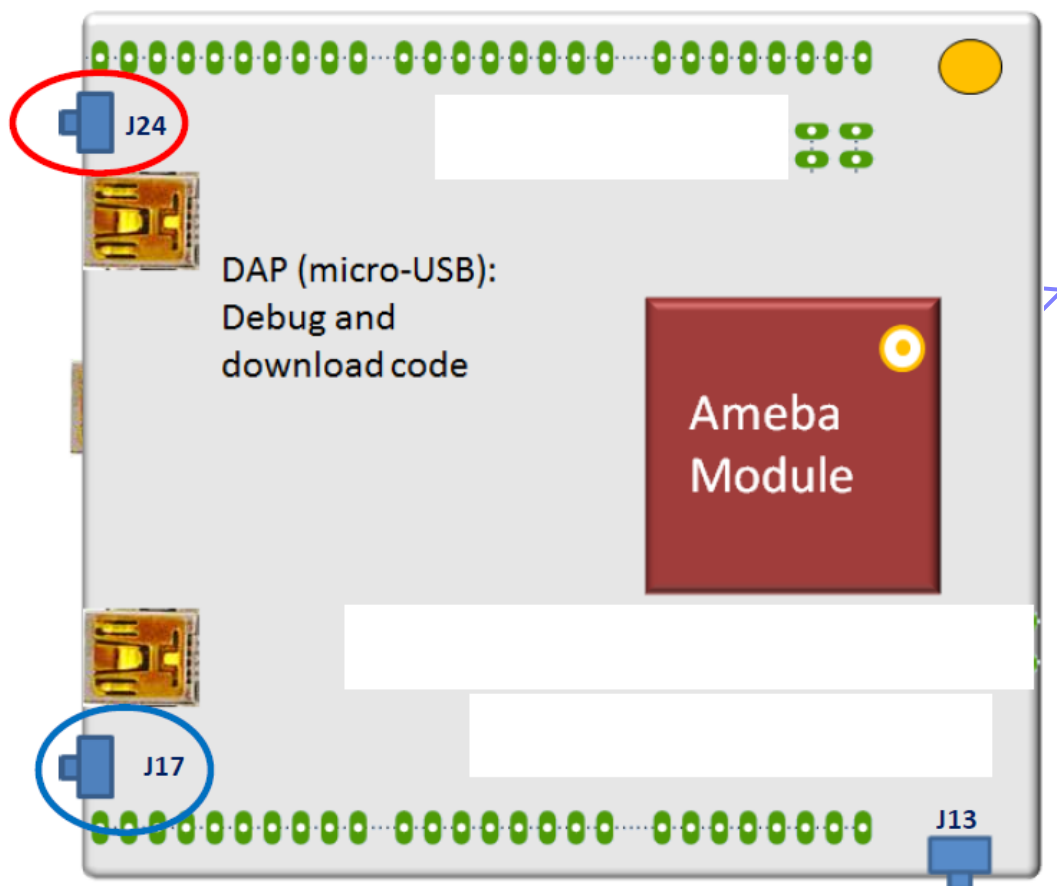 J24
DAP (micro-USB):
Debug and
download code
Ameba
Module
J17
J13